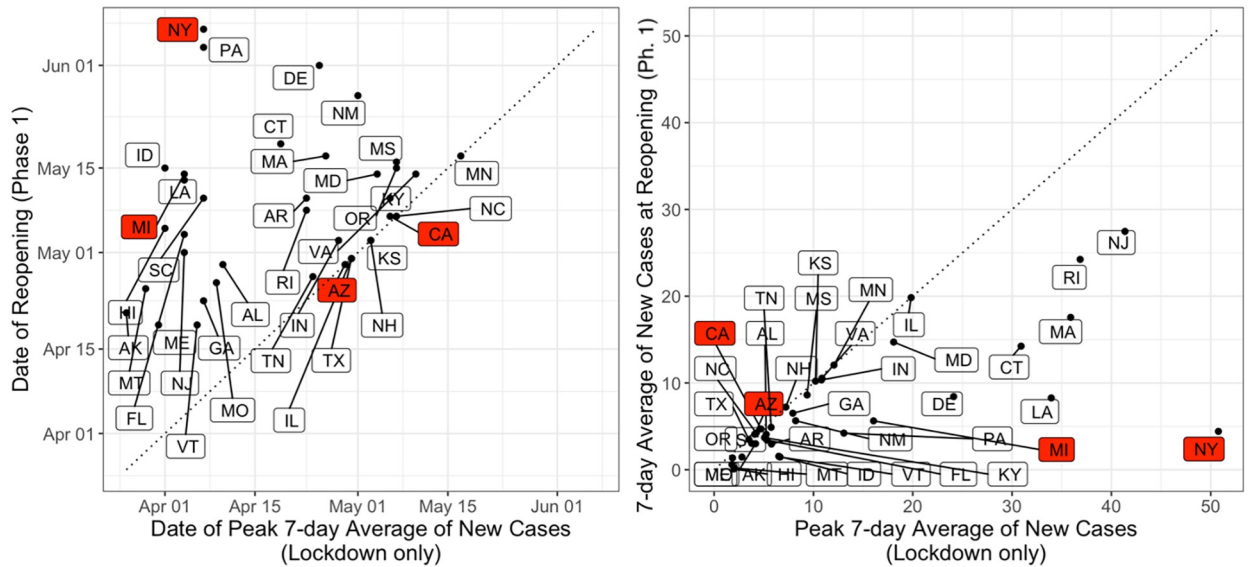 Date of Reopening (Phase 1)
Jun 01
May 15
May 01
Apr 15
Apr 01
NY
PA
DE
NM
CT
ID
MA
MS
MN
LA
MD
KY
MI
AR
OR
NC
CA
VA
SC
KS
RI
AZ
HI
AL
IN
NH
AK
ME
GA
TN
TX
MT
NJ
MO
FL
IL
VT
Apr 01
Apr 15
May 01
May 15
Jun 01
Date of Peak 7-day Average of New Cases
(Lockdown only)
7-day Average of New Cases at Reopening (Ph. 1)
50
40
30
20
10
0
NJ
KS
RI
TN
MS
MN
CA
AL
VA
IL
MA
NC
NH
IN
MD
CT
TX
AZ
GA
DE
LA
OR
AR
NM
PA
MI
NY
AK
HI
MT
ID
VT
FL
KY
0
10
20
30
40
50
Peak 7-day Average of New Cases
(Lockdown only)